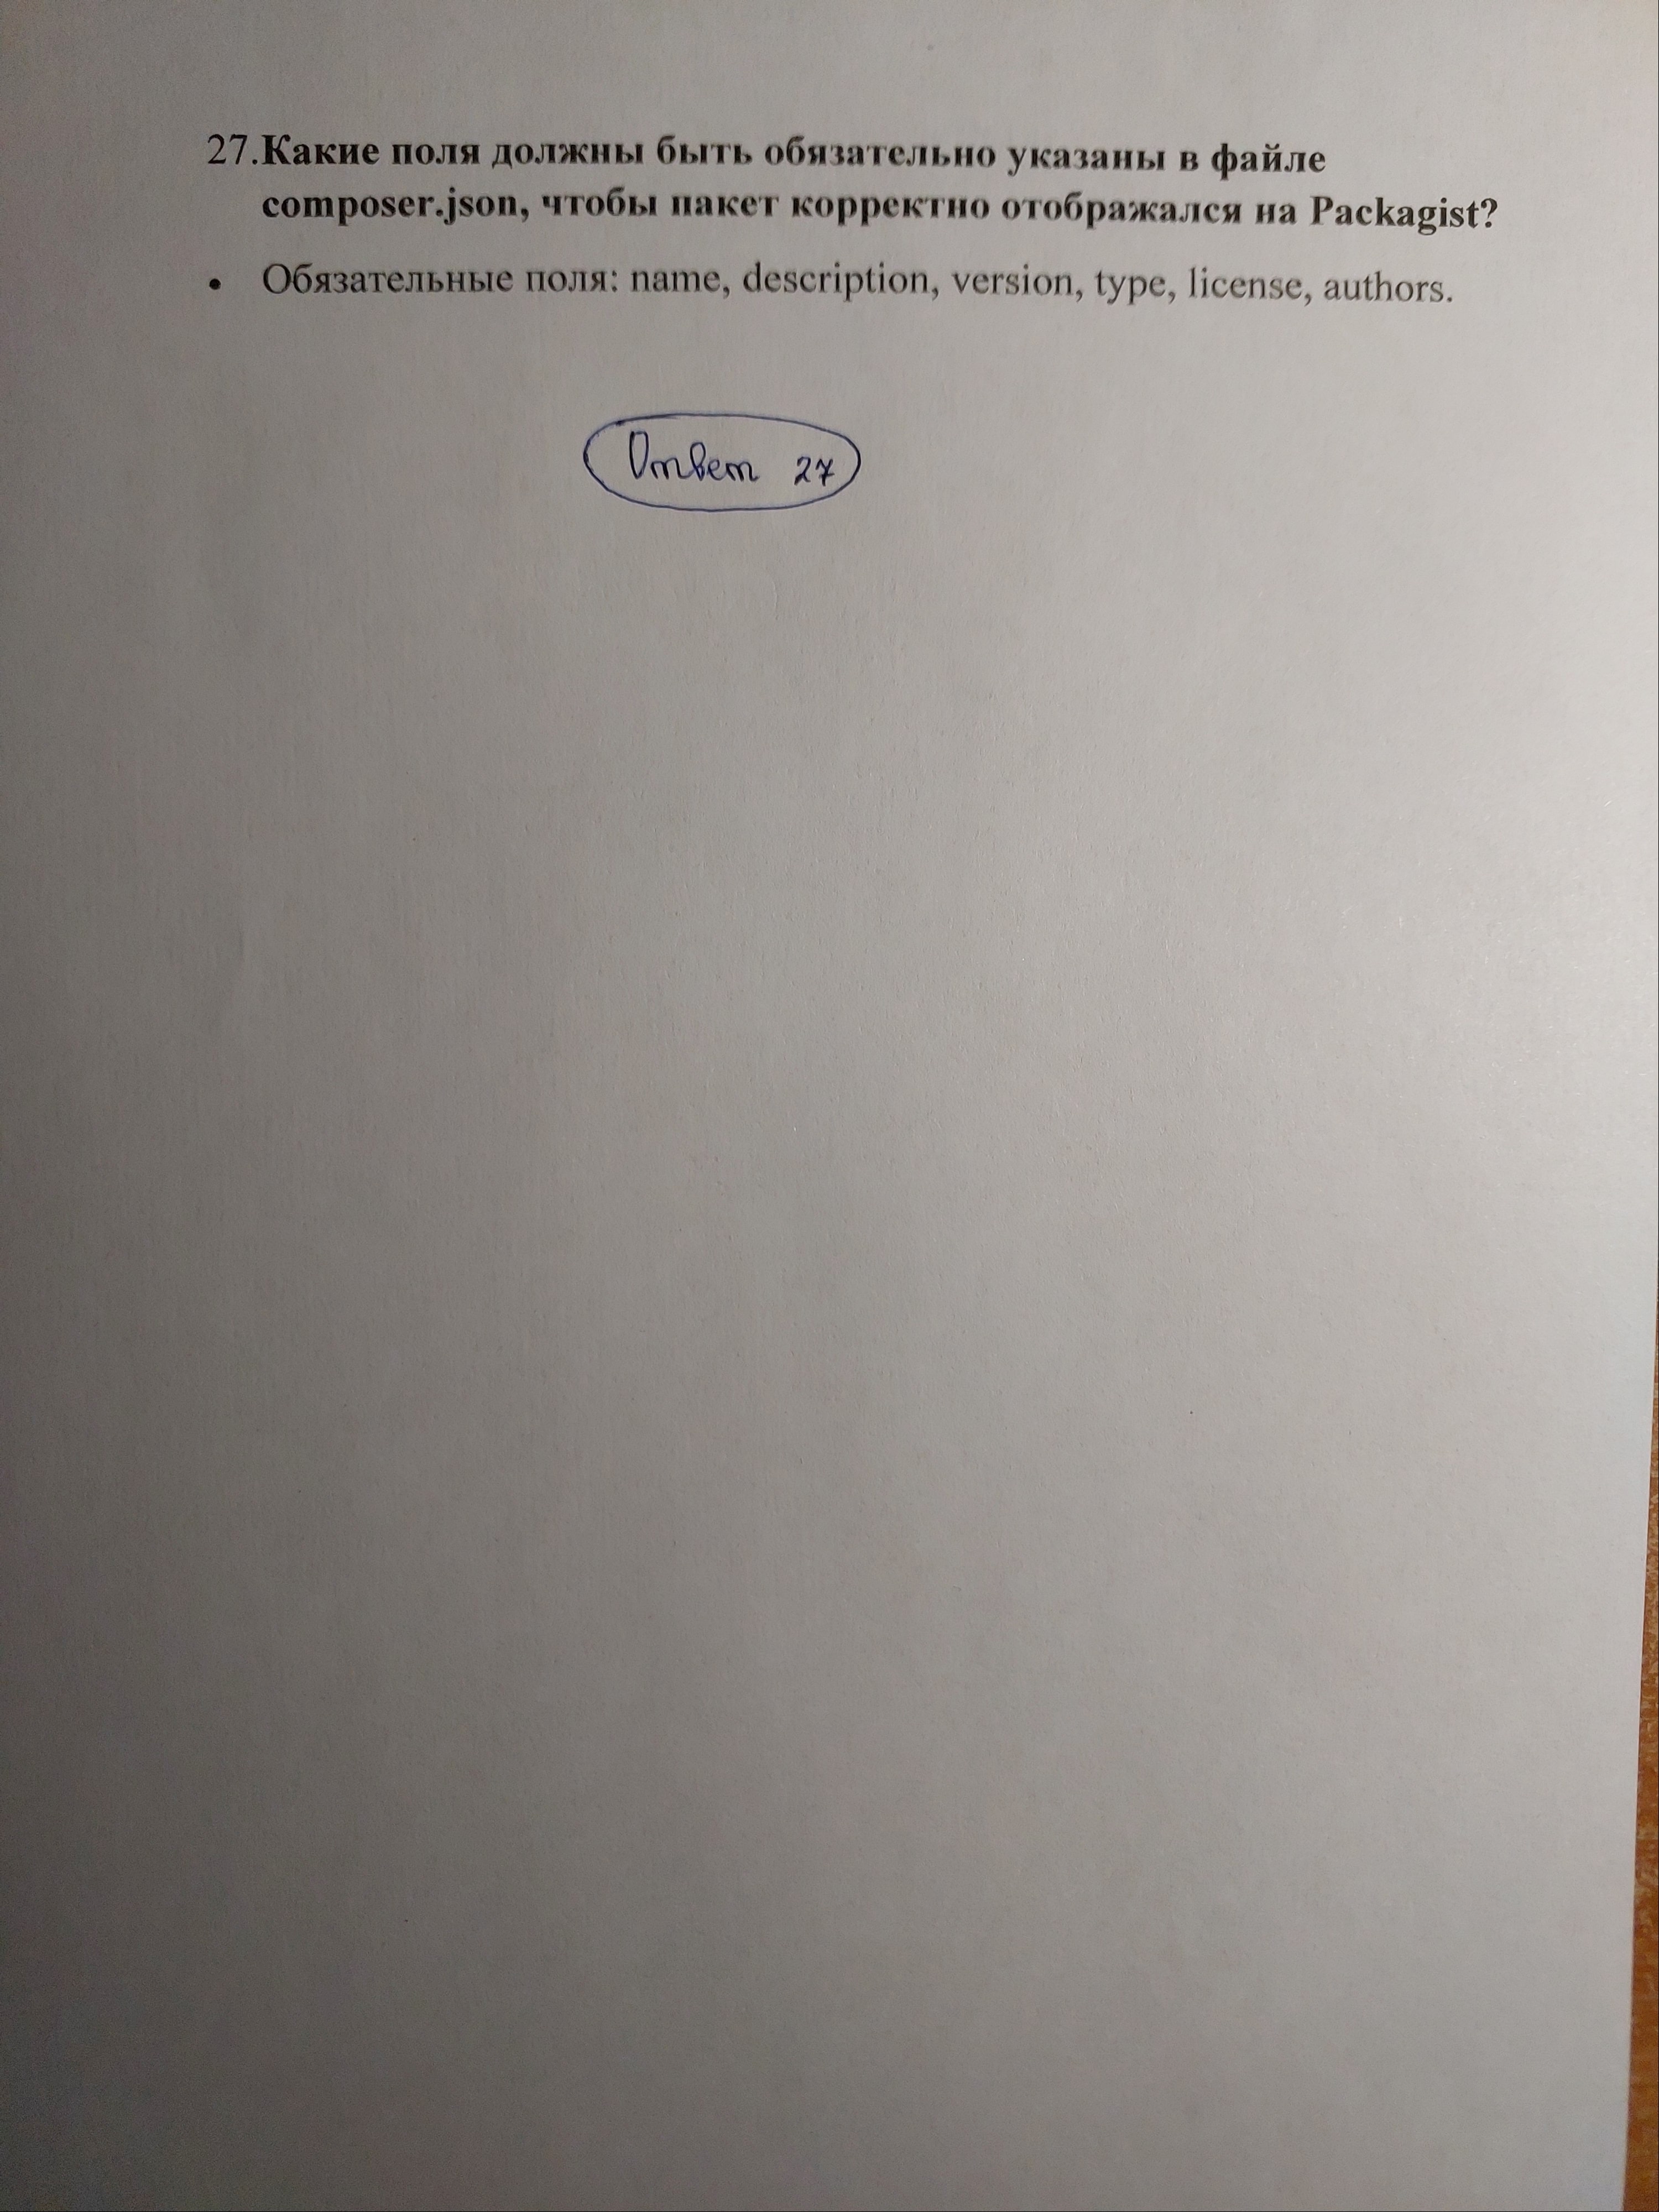 27.Какие поля должны быть обязательно указаны в файле
composer.json, чтобы пакет корректно отображался на Packagist?
• Обязательные поля: name, description, version, type, license, authors.
Ответ 27